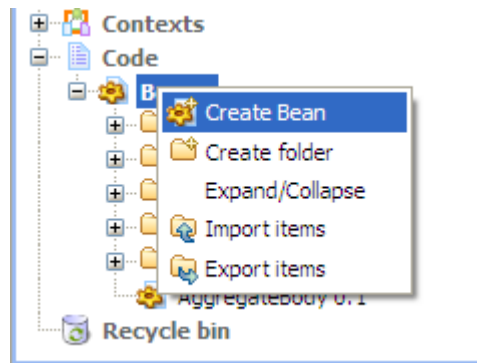 Contexts
Code
Create Bean
Create folder
Expand/Collapse
Import items
Export items
AggregateBody 0.1
Recycle bin